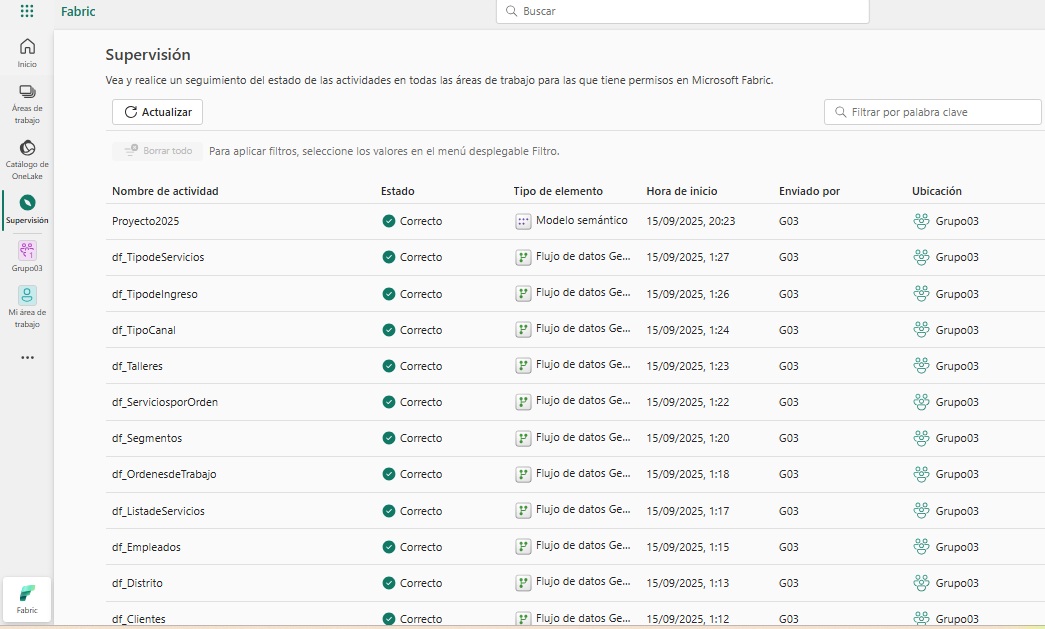 Fabric
Buscar
Inicio
Áreas de
trabajo
Catálogo de
OneLake
Supervisión
Grupo03
1
Mi área de
trabajo
...
Fabric
Supervisión
Vea y realice un seguimiento del estado de las actividades en todas las áreas de trabajo para las que tiene permisos en Microsoft Fabric.
Actualizar
Filtrar por palabra clave
Borrar todo Para aplicar filtros, seleccione los valores en el menú desplegable Filtro.
Nombre de actividad Estado Tipo de elemento Hora de inicio Enviado por Ubicación
Proyecto2025 Correcto Modelo semántico 15/09/2025, 20:23 G03 Grupo03
df_TipodeServicios Correcto Flujo de datos Ge... 15/09/2025, 1:27 G03 Grupo03
df_TipodeIngreso Correcto Flujo de datos Ge... 15/09/2025, 1:26 G03 Grupo03
df_TipoCanal Correcto Flujo de datos Ge... 15/09/2025, 1:24 G03 Grupo03
df_Talleres Correcto Flujo de datos Ge... 15/09/2025, 1:23 G03 Grupo03
df_ServiciosporOrden Correcto Flujo de datos Ge... 15/09/2025, 1:22 G03 Grupo03
df_Segmentos Correcto Flujo de datos Ge... 15/09/2025, 1:20 G03 Grupo03
df_OrdenesdeTrabajo Correcto Flujo de datos Ge... 15/09/2025, 1:18 G03 Grupo03
df_ListadeServicios Correcto Flujo de datos Ge... 15/09/2025, 1:17 G03 Grupo03
df_Empleados Correcto Flujo de datos Ge... 15/09/2025, 1:15 G03 Grupo03
df_Distrito Correcto Flujo de datos Ge... 15/09/2025, 1:13 G03 Grupo03
df_Clientes Correcto Flujo de datos Ge... 15/09/2025, 1:12 G03 Grupo03